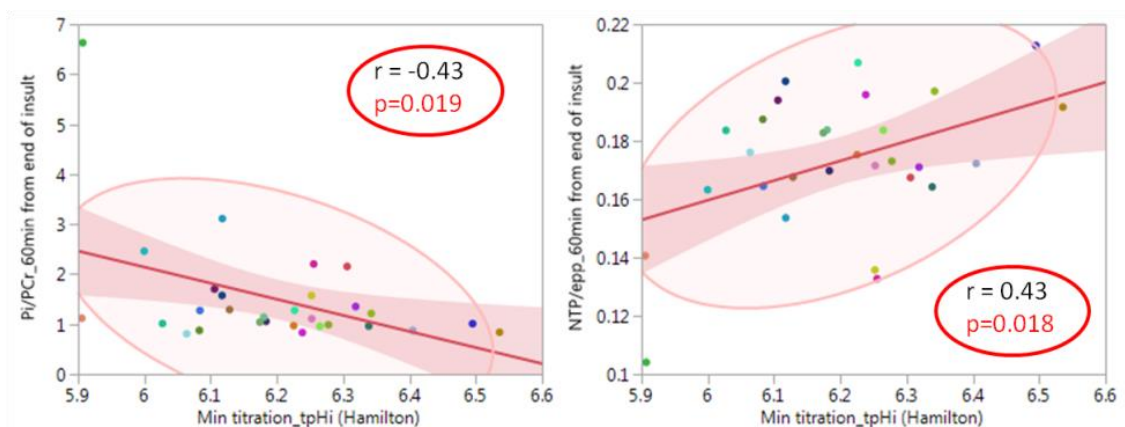 7
6
5
4
3
2
1
0
Pi/PCr_60min from end of insult
r = -0.43
p=0.019
5.9 6 6.1 6.2 6.3 6.4 6.5 6.6
Min titration_tpHi (Hamilton)
0.22
0.2
0.18
0.16
0.14
0.12
0.1
NTP/epp_60min from end of insult
r = 0.43
p=0.018
5.9 6 6.1 6.2 6.3 6.4 6.5 6.6
Min titration_tpHi (Hamilton)